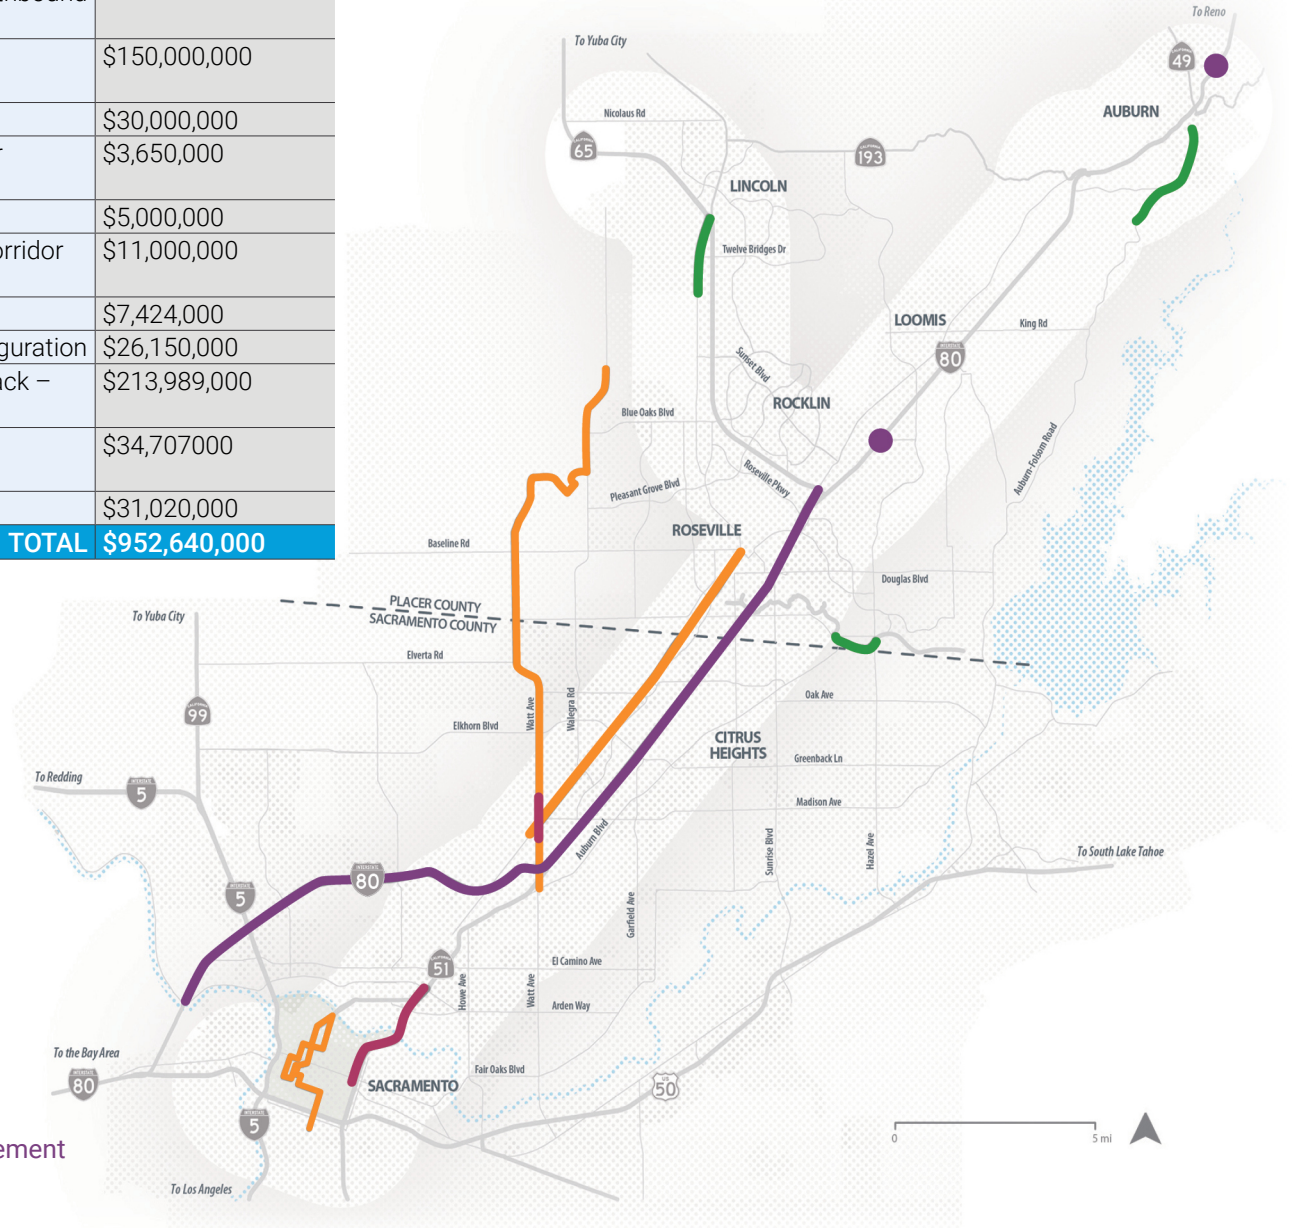 $150,000,000
$30,000,000
$3,650,000
$5,000,000
orridor $11,000,000
$7,424,000
guration $26,150,000
ack – $213,989,000
$34,707000
$31,020,000
TOTAL $952,640,000
To Reno
To Yuba City
49
AUBURN
Nicolaus Rd
65
193
LINCOLN
Twelve Bridges Dr
LOOMIS
King Rd
80
Sunset Blvd
ROCKLIN
Blue Oaks Blvd
Auburn-Folsom Road
Roseville Pkwy
Pleasant Grove Blvd
ROSEVILLE
Baseline Rd
Douglas Blvd
PLACER COUNTY
SACRAMENTO COUNTY
To Yuba City
Elverta Rd
Oak Ave
Watt Ave
Walegra Rd
99
Elkhorn Blvd
CITRUS
HEIGHTS
Greenback Ln
To Redding
5
Madison Ave
Auburn Blvd
Sunrise Blvd
Hazel Ave
To South Lake Tahoe
80
5
Garfield Ave
51
El Camino Ave
Howe Ave
Watt Ave
Arden Way
To the Bay Area
80
Fair Oaks Blvd
SACRAMENTO
US
50
5
0 5 mi
ement
To Los Angeles